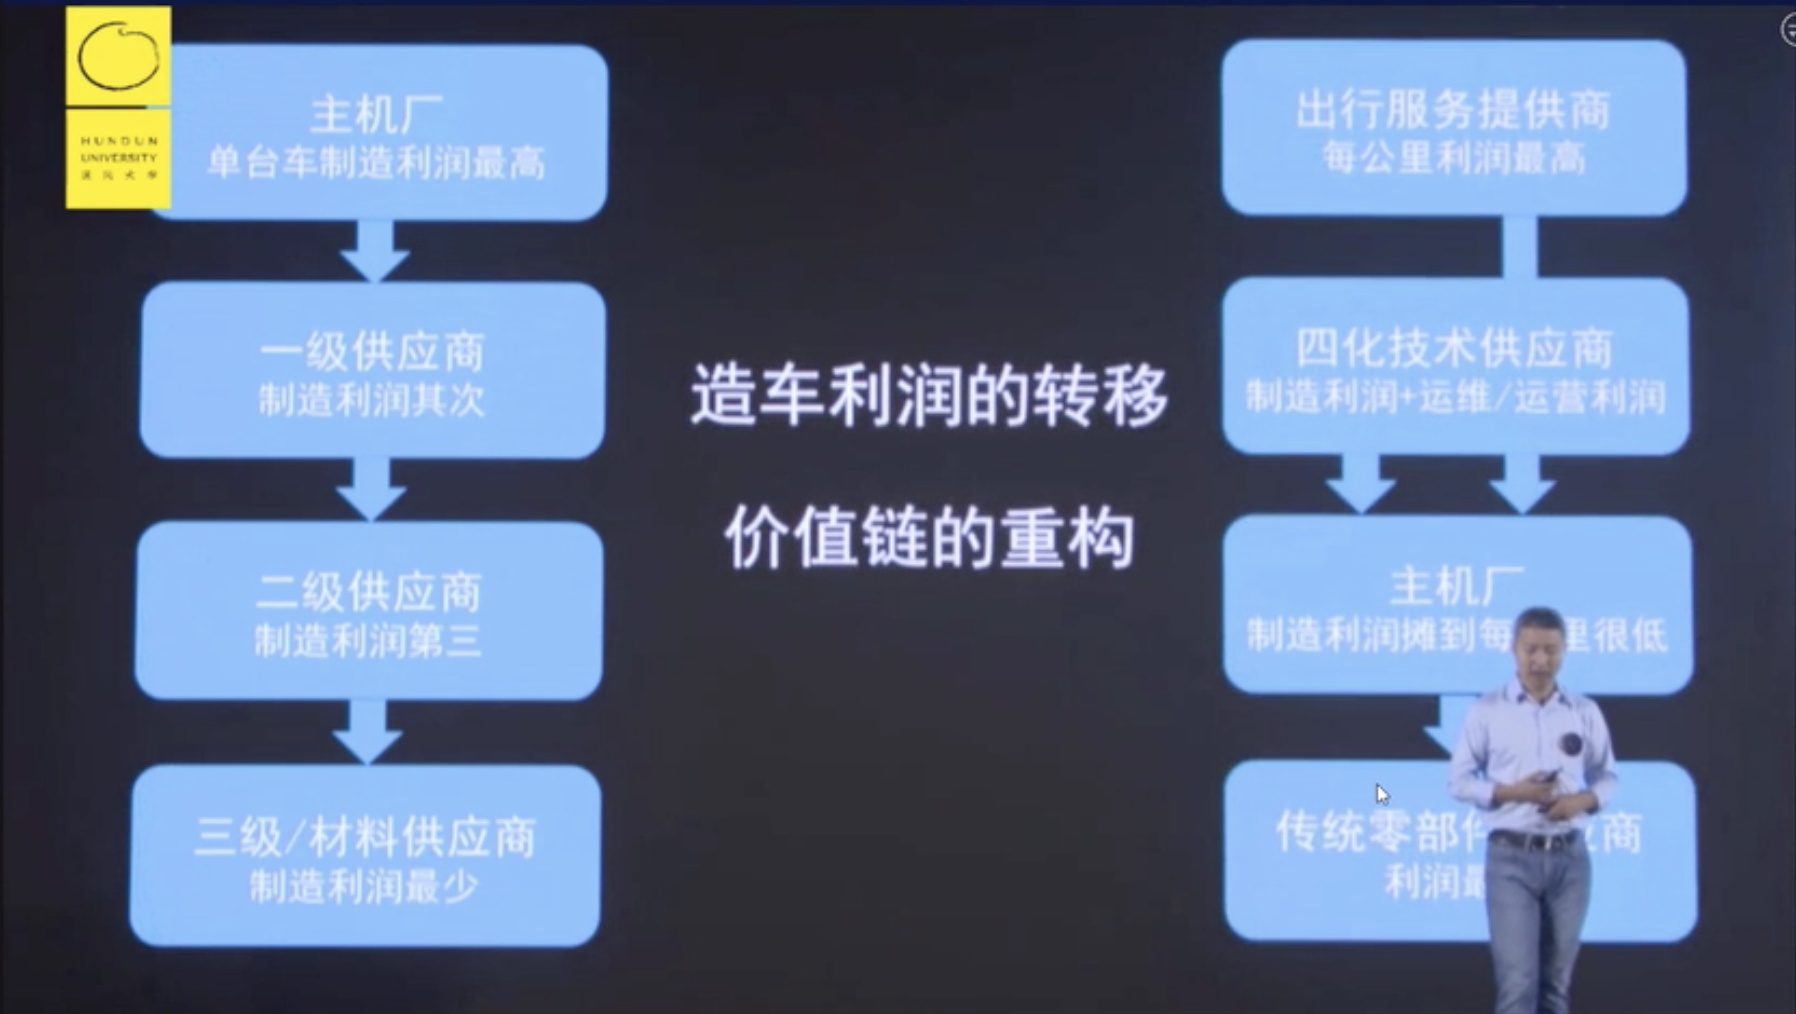 HUNDUN
UNIVERSITY
混沌大学
主机厂
单台车制造利润最高
一级供应商
制造利润其次
二级供应商
制造利润第三
三级/材料供应商
制造利润最少
造车利润的转移
价值链的重构
出行服务提供商
每公里利润最高
四化技术供应商
制造利润+运维/运营利润
主机厂
制造利润摊到每 里很低
传统零部件 应商
利润最